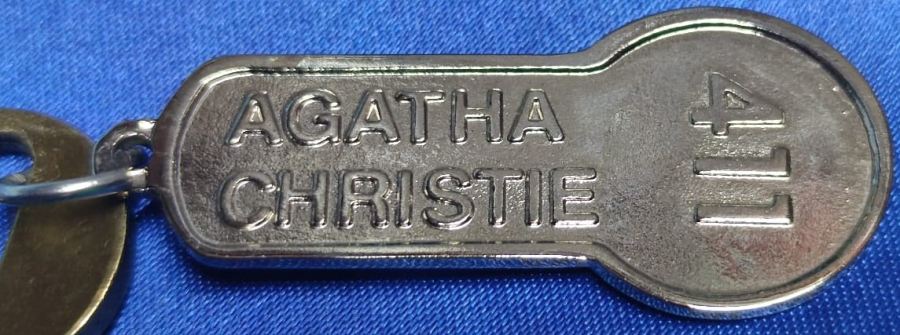 AGATHA
CHRISTIE
411